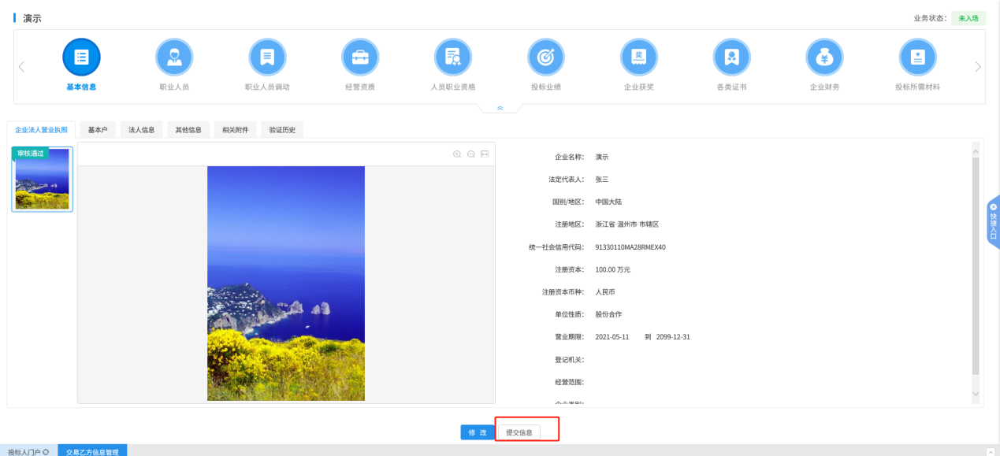 演示
业务状态： 未入场
基本信息 职业人员 职业人员调动 经营资质 人员职业资格 投标业绩 企业获奖 各类证书 企业财务 投标所需材料
企业法人营业执照 基本户 法人信息 其他信息 相关附件 验证历史
审核通过
企业名称： 演示
法定代表人： 张三
国别/地区： 中国大陆
注册地区： 浙江省·温州市·市辖区
统一社会信用代码： 91330110MA28RMEX40
注册资本： 100.00 万元
注册资本币种： 人民币
单位性质： 股份合作
营业期限： 2021-05-11 到 2099-12-31
登记机关：
经营范围：
快捷入口
修 改 提交信息
投标人门户 交易乙方信息管理